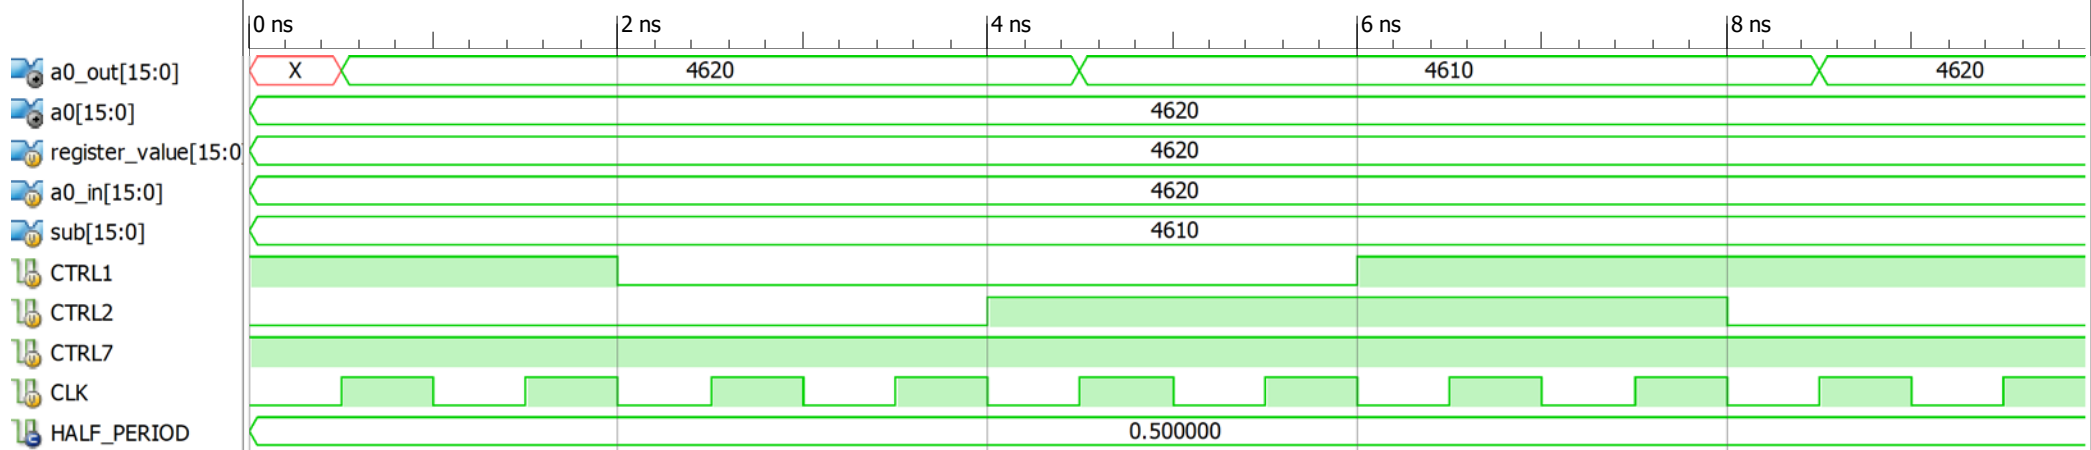 0 ns 2 ns 4 ns 6 ns 8 ns
a0_out[15:0] X 4620 4610 4620
a0[15:0] 4620
register_value[15:0 4620
a0_in[15:0] 4620
sub[15:0] 4610
CTRL1
CTRL2
CTRL7
CLK
HALF_PERIOD 0.500000